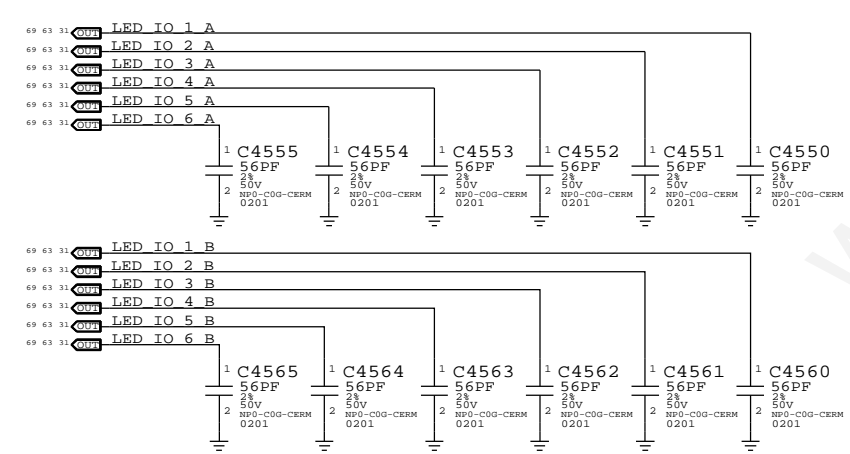 69 63 31 OUT LED_IO_1_A
69 63 31 OUT LED_IO_2_A
69 63 31 OUT LED_IO_3_A
69 63 31 OUT LED_IO_4_A
69 63 31 OUT LED_IO_5_A
69 63 31 OUT LED_IO_6_A
1 C4555 1 C4554 1 C4553 1 C4552 1 C4551 1 C4550
56PF 56PF 56PF 56PF 56PF 56PF
2% 2% 2% 2% 2% 2%
50V 50V 50V 50V 50V 50V
2 NP0-C0G-CERM 2 NP0-C0G-CERM 2 NP0-C0G-CERM 2 NP0-C0G-CERM 2 NP0-C0G-CERM 2 NP0-C0G-CERM
0201 0201 0201 0201 0201 0201
69 63 31 OUT LED_IO_1_B
69 63 31 OUT LED_IO_2_B
69 63 31 OUT LED_IO_3_B
69 63 31 OUT LED_IO_4_B
69 63 31 OUT LED_IO_5_B
69 63 31 OUT LED_IO_6_B
1 C4565 1 C4564 1 C4563 1 C4562 1 C4561 1 C4560
56PF 56PF 56PF 56PF 56PF 56PF
2% 2% 2% 2% 2% 2%
50V 50V 50V 50V 50V 50V
2 NP0-C0G-CERM 2 NP0-C0G-CERM 2 NP0-C0G-CERM 2 NP0-C0G-CERM 2 NP0-C0G-CERM 2 NP0-C0G-CERM
0201 0201 0201 0201 0201 0201